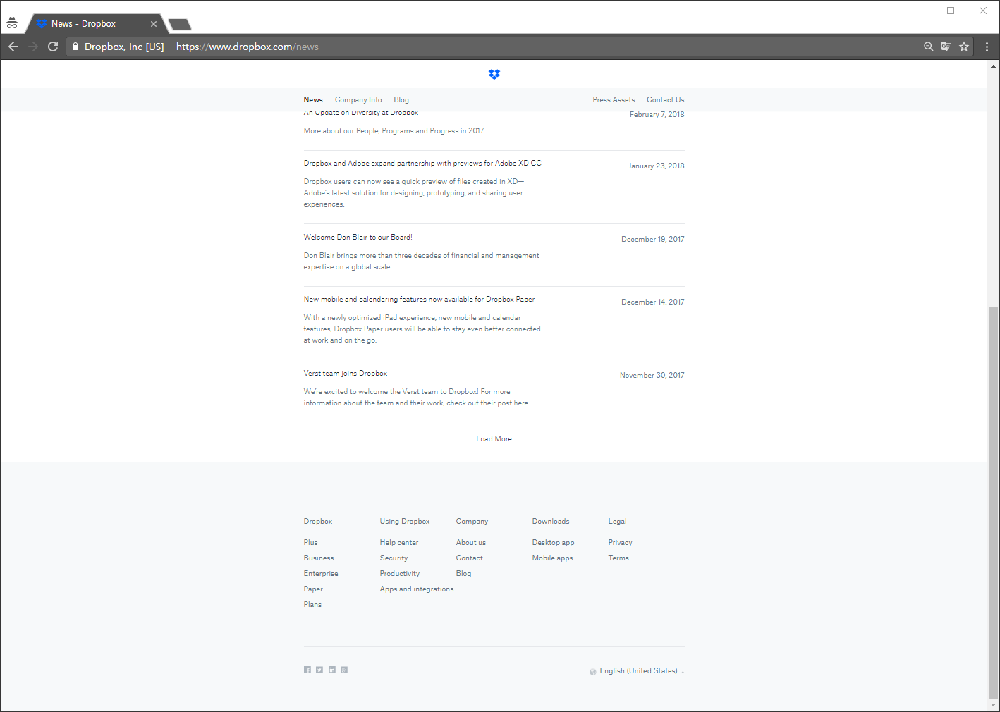 News - Dropbox
Dropbox, Inc [US] | https://www.dropbox.com/news
News Company Info Blog Press Assets Contact Us
An Update on Diversity at Dropbox February 7, 2018
More about our People, Programs and Progress in 2017
Dropbox and Adobe expand partnership with previews for Adobe XD CC January 23, 2018
Dropbox users can now see a quick preview of files created in XD—
Adobe's latest solution for designing, prototyping, and sharing user
experiences.
Welcome Don Blair to our Board! December 19, 2017
Don Blair brings more than three decades of financial and management
expertise on a global scale.
New mobile and calendaring features now available for Dropbox Paper December 14, 2017
With a newly optimized iPad experience, new mobile and calendar
features, Dropbox Paper users will be able to stay even better connected
at work and on the go.
Verst team joins Dropbox November 30, 2017
We're excited to welcome the Verst team to Dropbox! For more
information about the team and their work, check out their post here.
Load More
Dropbox Using Dropbox Company Downloads Legal
Plus Help center About us Desktop app Privacy
Business Security Contact Mobile apps Terms
Enterprise Productivity Blog
Paper Apps and integrations
Plans
English (United States)